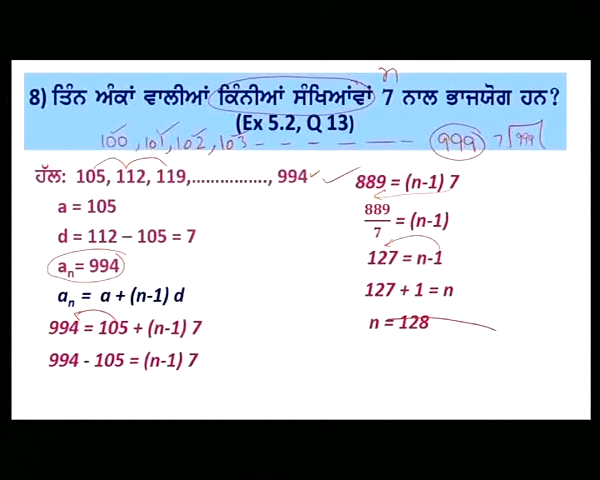 n
8) ਤਿੰਨ ਅੰਕਾਂ ਵਾਲੀਆਂ ਕਿੰਨੀਆਂ ਸੰਖਿਆਂਵਾਂ 7 ਨਾਲ ਭਾਜਯੋਗ ਹਨ?
(Ex 5.2, Q 13)
100, 101, 102, 103 - - - - - - 999 7√999
ਹੱਲ: 105, 112, 119,................, 994
a = 105
d = 112 – 105 = 7
aₙ= 994
aₙ = a + (n-1) d
994 = 105 + (n-1) 7
994 - 105 = (n-1) 7
889 = (n-1) 7
889/7 = (n-1)
127 = n-1
127 + 1 = n
n = 128